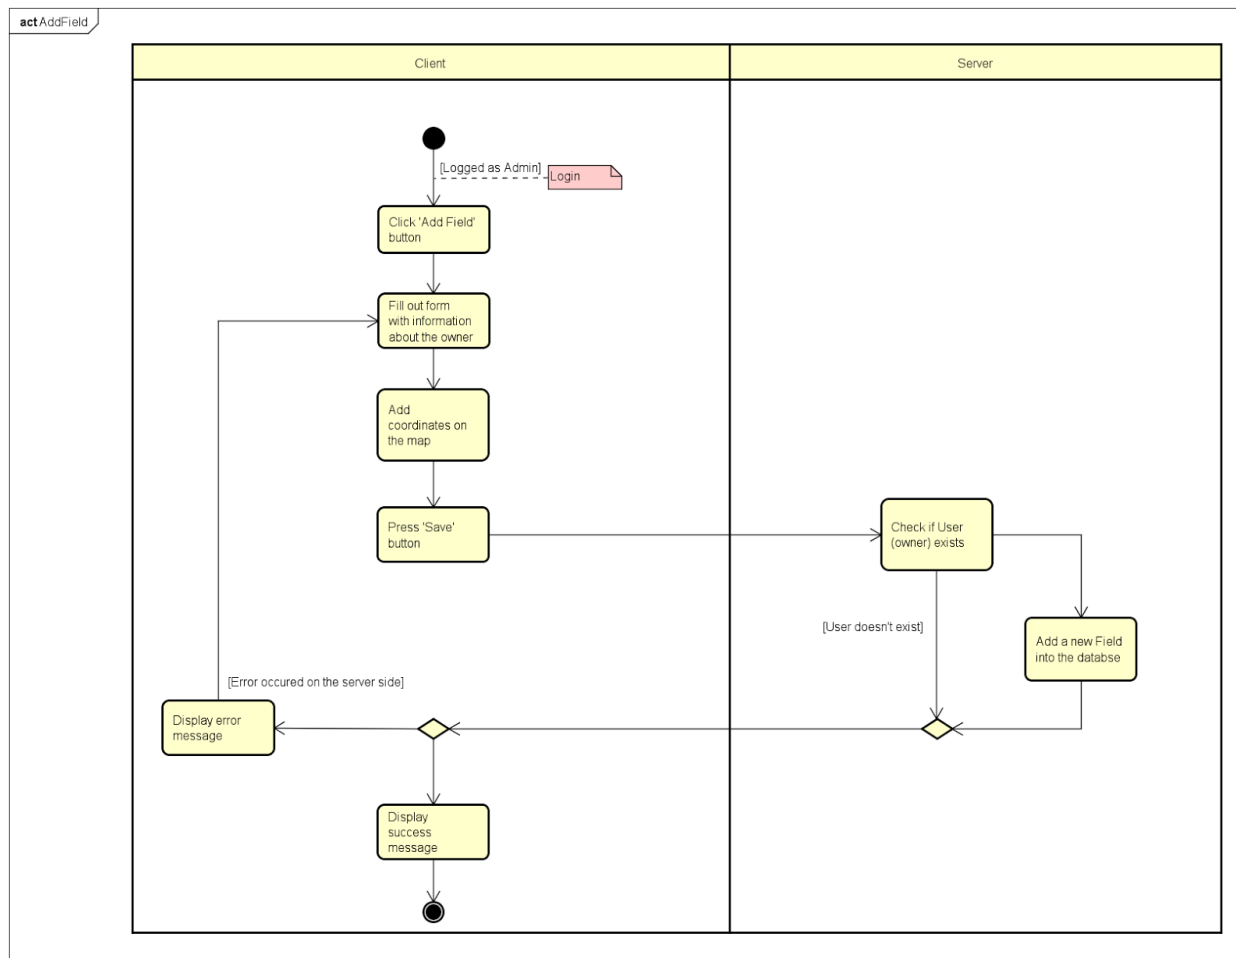 act AddField
Client
Server
[Logged as Admin]
Login
Click 'Add Field'
button
Fill out form
with information
about the owner
Add
coordinates on
the map
Press 'Save'
button
Check if User
(owner) exists
[User doesn't exist]
Add a new Field
into the databse
[Error occured on the server side]
Display error
message
Display
success
message